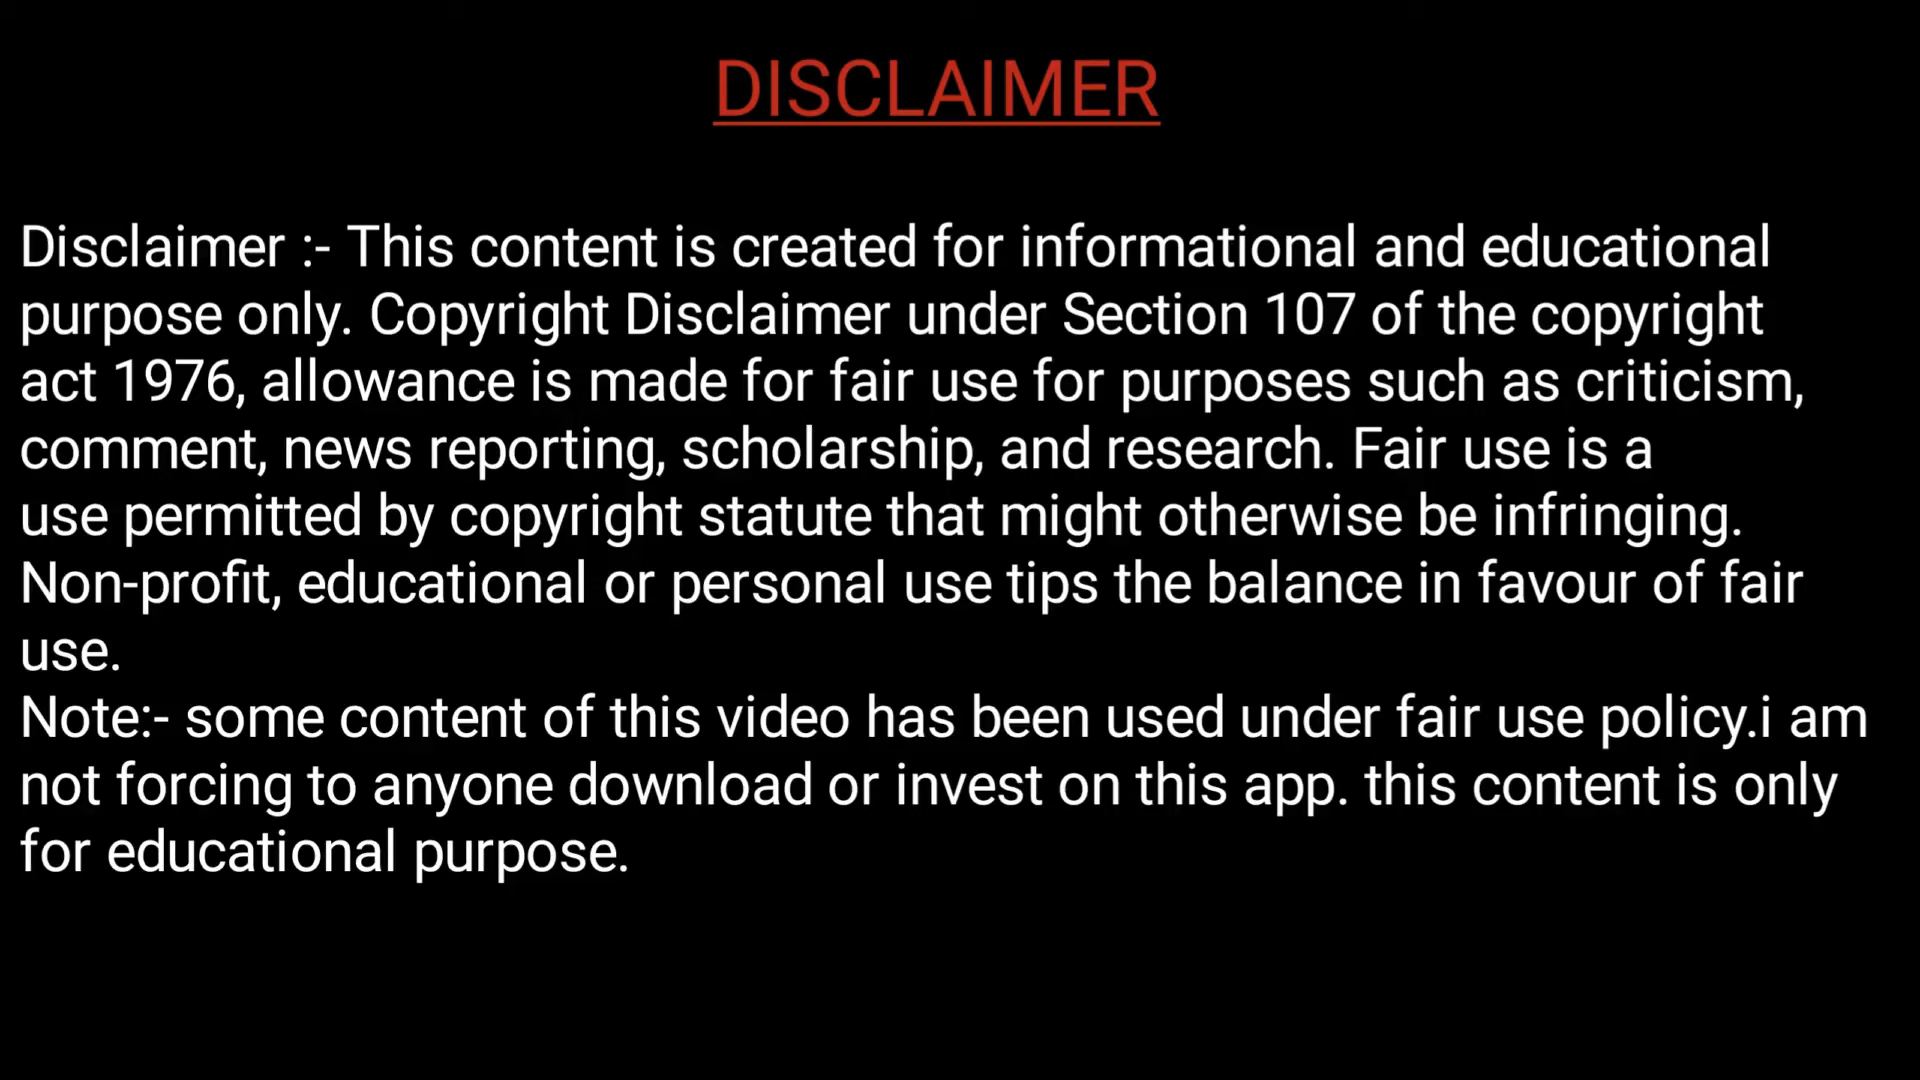 DISCLAIMER
Disclaimer :- This content is created for informational and educational
purpose only. Copyright Disclaimer under Section 107 of the copyright
act 1976, allowance is made for fair use for purposes such as criticism,
comment, news reporting, scholarship, and research. Fair use is a
use permitted by copyright statute that might otherwise be infringing.
Non-profit, educational or personal use tips the balance in favour of fair
use.
Note:- some content of this video has been used under fair use policy.i am
not forcing to anyone download or invest on this app. this content is only
for educational purpose.